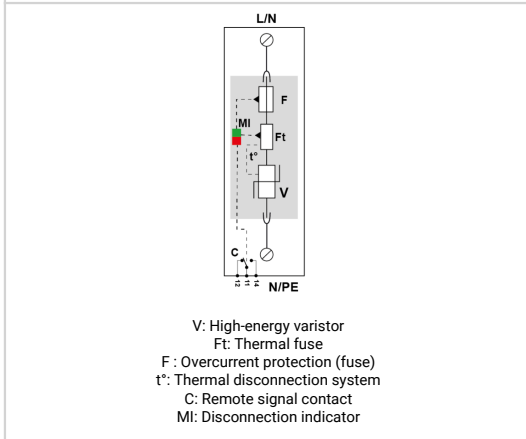 L/N
F
MI
Ft
t°
V
C
12 11 14
N/PE
V: High-energy varistor
Ft: Thermal fuse
F : Overcurrent protection (fuse)
t°: Thermal disconnection system
C: Remote signal contact
MI: Disconnection indicator